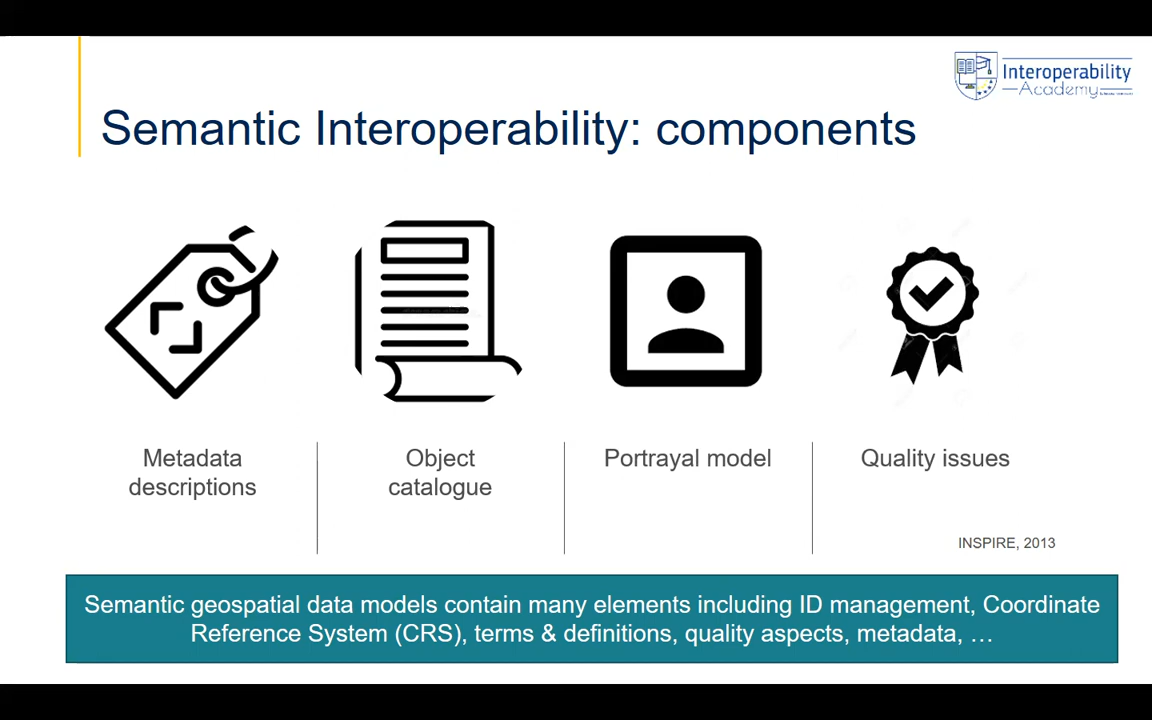 Interoperability
Academy
Semantic Interoperability: components
Metadata
descriptions
Object
catalogue
Portrayal model
Quality issues
INSPIRE, 2013
Semantic geospatial data models contain many elements including ID management, Coordinate
Reference System (CRS), terms & definitions, quality aspects, metadata, …